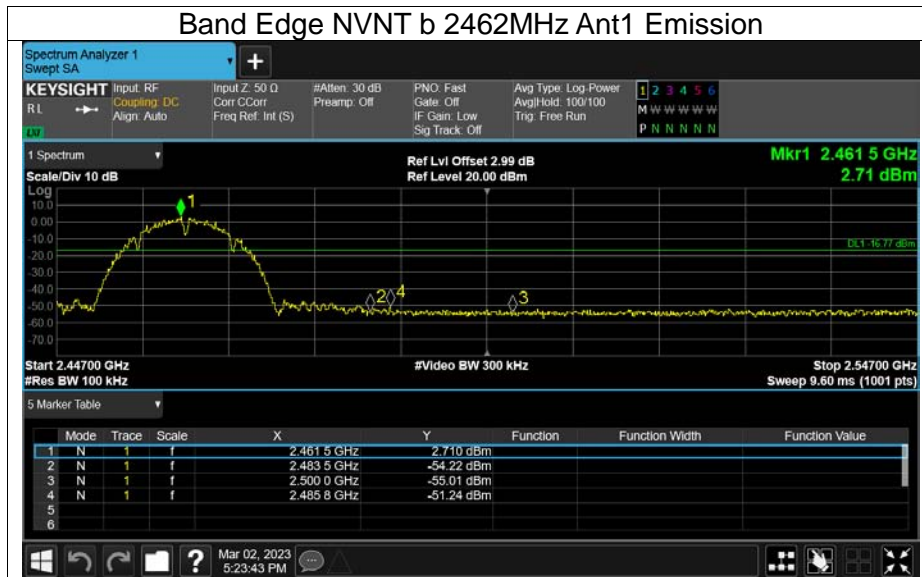 Band Edge NVNT b 2462MHz Ant1 Emission
Spectrum Analyzer 1
Swept SA
+
KEYSIGHT Input: RF Input Z: 50 Ω #Atten: 30 dB PNO: Fast Avg Type: Log-Power 1 2 3 4 5 6
RL Coupling: DC Corr CCorr Preamp: Off Gate: Off Avg|Hold: 100/100 M W W W W W
Align: Auto Freq Ref: Int (S) IF Gain: Low Trig: Free Run
LXI Sig Track: Off P N N N N N
1 Spectrum Ref Lvl Offset 2.99 dB Mkr1 2.461 5 GHz
Scale/Div 10 dB Ref Level 20.00 dBm 2.71 dBm
Log
10.0 1
0.00
-10.0
DL1 -16.77 dBm
-20.0
-30.0
-40.0
-50.0 2 4 3
-60.0
-70.0
Start 2.44700 GHz #Video BW 300 kHz Stop 2.54700 GHz
#Res BW 100 kHz Sweep 9.60 ms (1001 pts)
5 Marker Table
Mode Trace Scale X Y Function Function Width Function Value
1 N 1 f 2.461 5 GHz 2.710 dBm
2 N 1 f 2.483 5 GHz -54.22 dBm
3 N 1 f 2.500 0 GHz -55.01 dBm
4 N 1 f 2.485 8 GHz -51.24 dBm
5
6
? Mar 02, 2023
5:23:43 PM